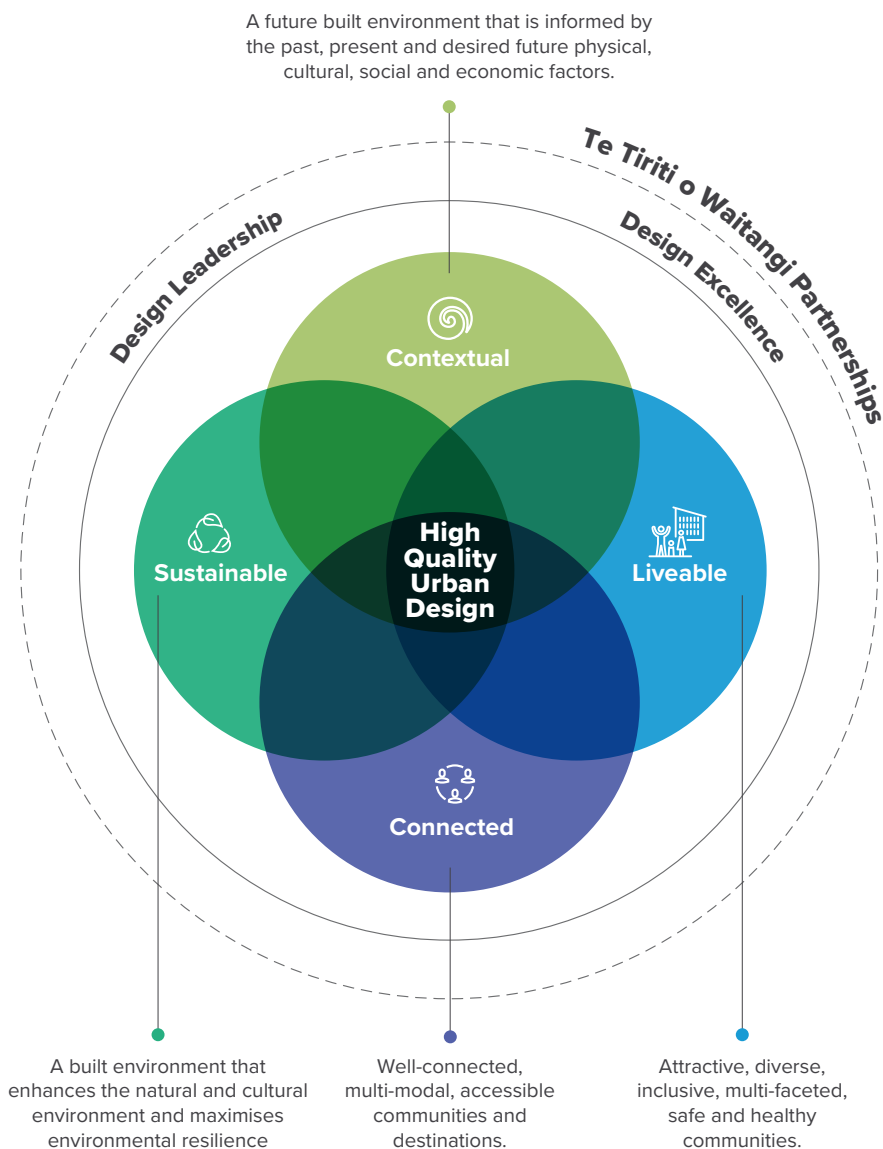 A future built environment that is informed by
the past, present and desired future physical,
cultural, social and economic factors.
Te Tiriti o Waitangi Partnerships
Design Leadership
Design Excellence
Contextual
Sustainable
High
Quality
Urban
Design
Liveable
Connected
A built environment that
enhances the natural and cultural
environment and maximises
environmental resilience
Well-connected,
multi-modal, accessible
communities and
destinations.
Attractive, diverse,
inclusive, multi-faceted,
safe and healthy
communities.